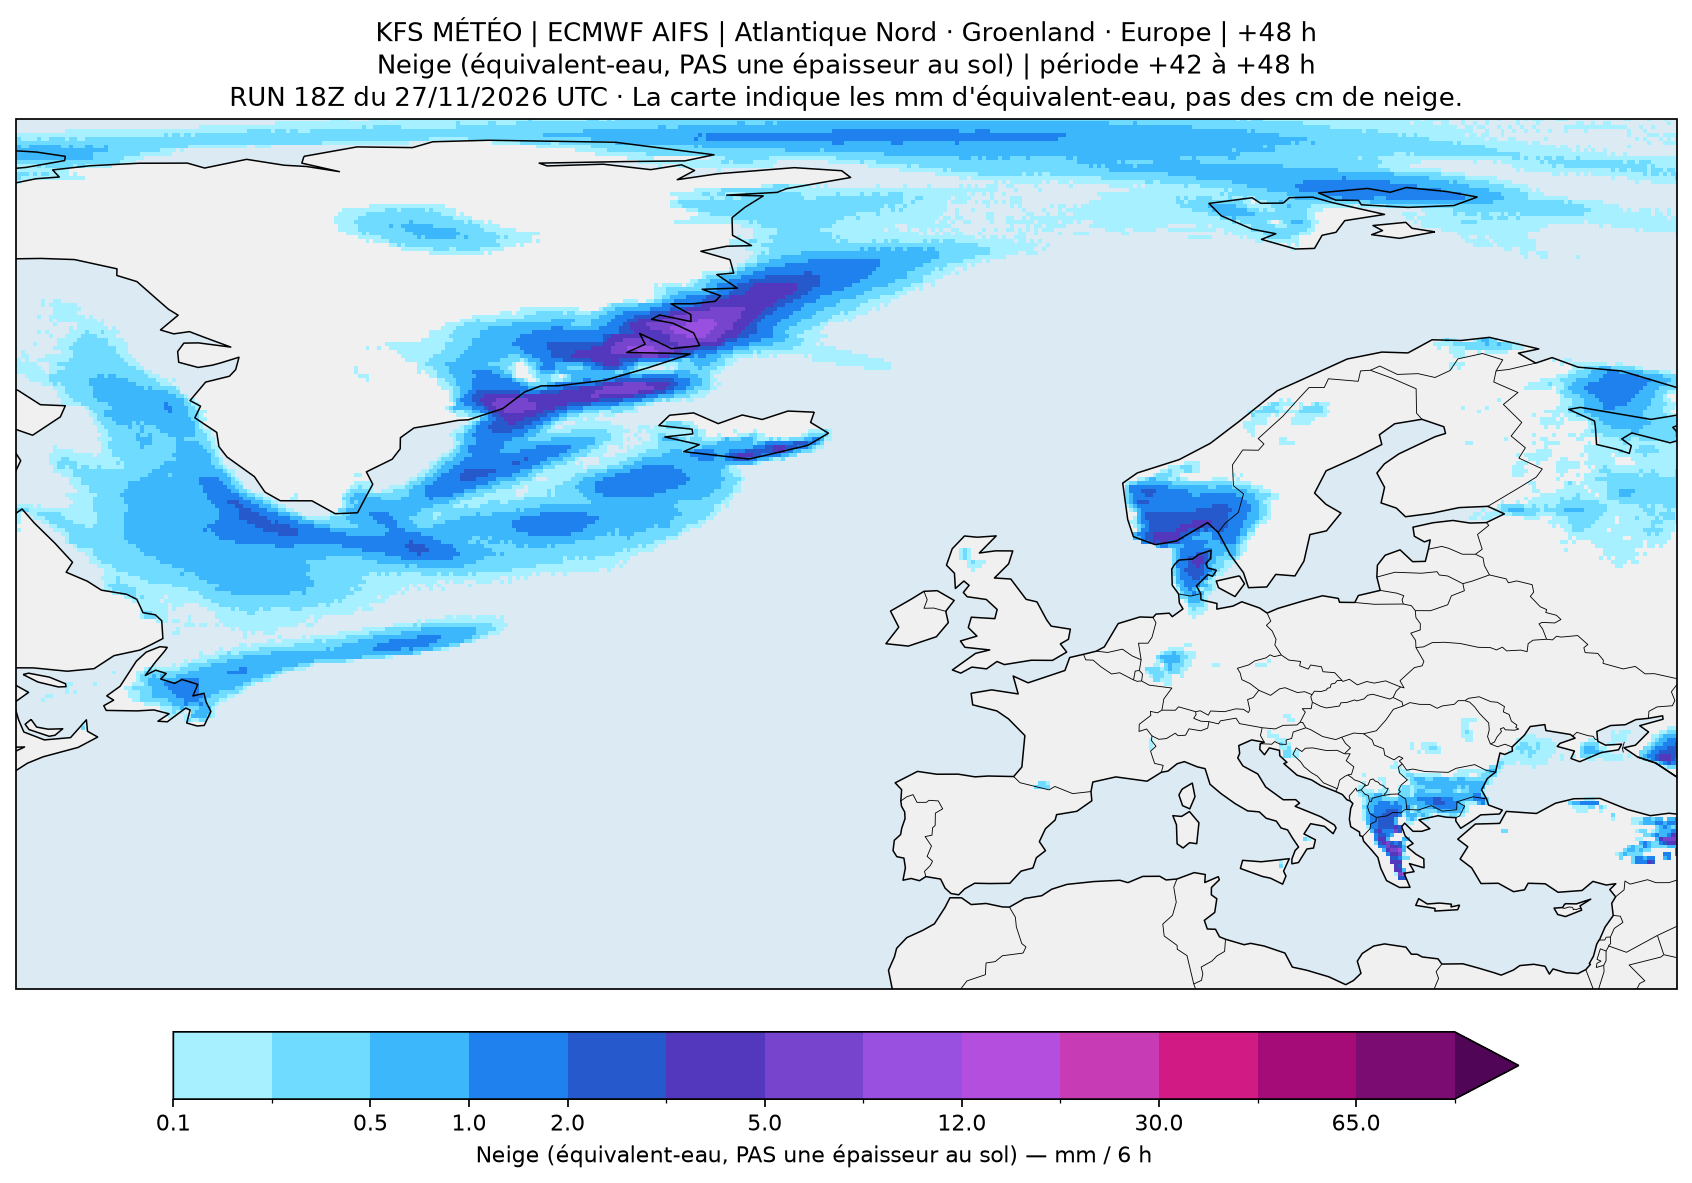 KFS MÉTÉO | ECMWF AIFS | Atlantique Nord · Groenland · Europe | +48 h
Neige (équivalent-eau, PAS une épaisseur au sol) | période +42 à +48 h
RUN 18Z du 27/11/2026 UTC · La carte indique les mm d'équivalent-eau, pas des cm de neige.
0.1 0.5 1.0 2.0 5.0 12.0 30.0 65.0
Neige (équivalent-eau, PAS une épaisseur au sol) — mm / 6 h